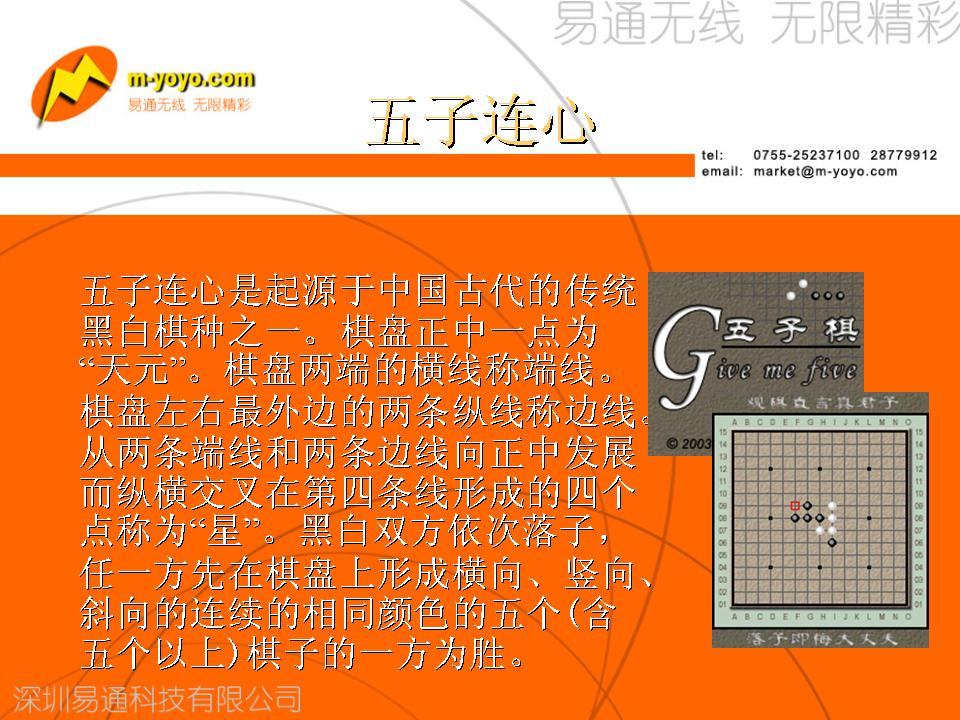 易通无线 无限精彩
m-yoyo.com
易通无线 无限精彩
五子连心
tel: 0755-25237100 28779912
email: market@m-yoyo.com
五子连心是起源于中国古代的传统
黑白棋种之一。棋盘正中一点为
“天元”。棋盘两端的横线称端线。
棋盘左右最外边的两条纵线称边线。
从两条端线和两条边线向正中发展
而纵横交叉在第四条线形成的四个
点称为“星”。黑白双方依次落子，
任一方先在棋盘上形成横向、竖向、
斜向的连续的相同颜色的五个(含
五个以上)棋子的一方为胜。
五子棋
Give me five
© 2003
观棋直言真君子
A B C D E F G H I J K L M N O
15
14
13
12
11
10
09
08
07
06
05
04
03
02
01
A B C D E F G H I J K L M N O
落子即悔大丈夫
深圳易通科技有限公司